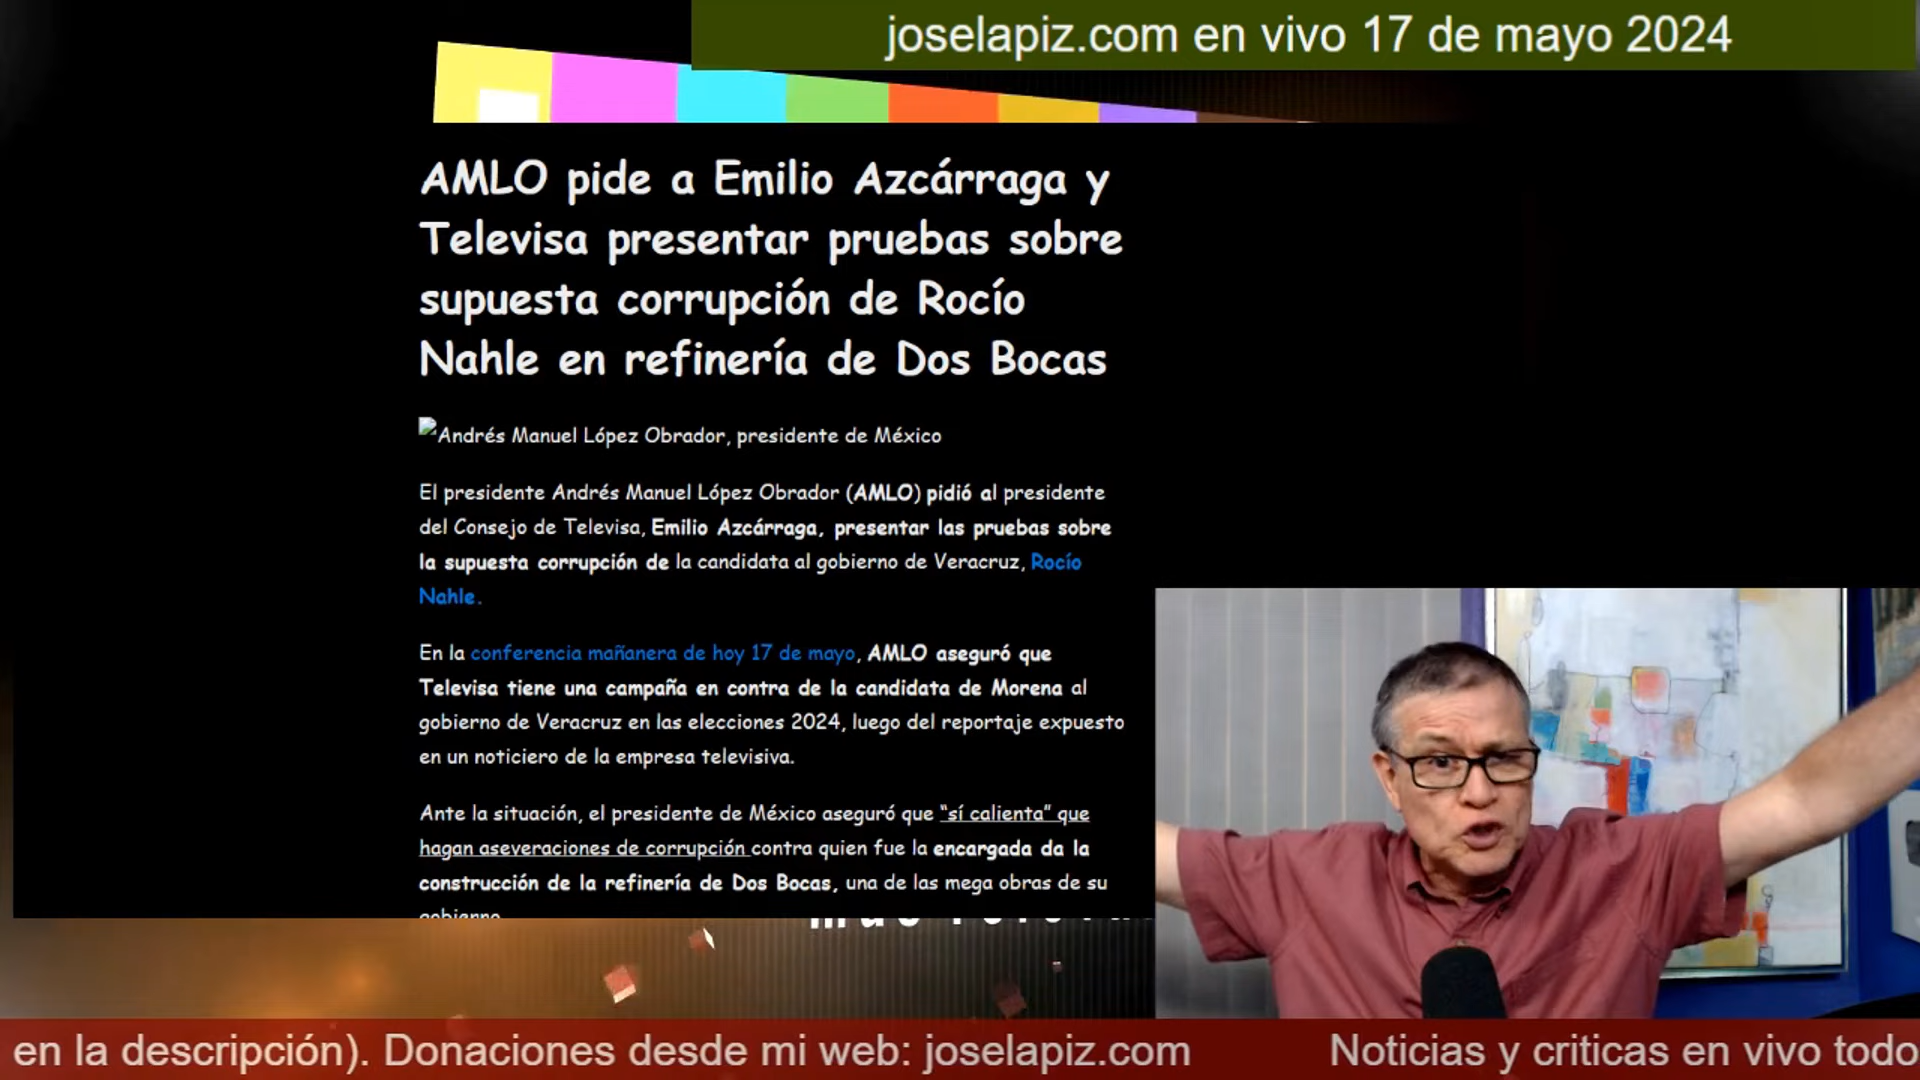 joselapiz.com en vivo 17 de mayo 2024
AMLO pide a Emilio Azcárraga y
Televisa presentar pruebas sobre
supuesta corrupción de Rocío
Nahle en refinería de Dos Bocas
Andrés Manuel López Obrador, presidente de México
El presidente Andrés Manuel López Obrador (AMLO) pidió al presidente
del Consejo de Televisa, Emilio Azcárraga, presentar las pruebas sobre
la supuesta corrupción de la candidata al gobierno de Veracruz, Rocío
Nahle.
En la conferencia mañanera de hoy 17 de mayo, AMLO aseguró que
Televisa tiene una campaña en contra de la candidata de Morena al
gobierno de Veracruz en las elecciones 2024, luego del reportaje expuesto
en un noticiero de la empresa televisiva.
Ante la situación, el presidente de México aseguró que “sí calienta” que
hagan aseveraciones de corrupción contra quien fue la encargada da la
construcción de la refinería de Dos Bocas, una de las mega obras de su
gobierno.
en la descripción). Donaciones desde mi web: joselapiz.com
Noticias y criticas en vivo todo